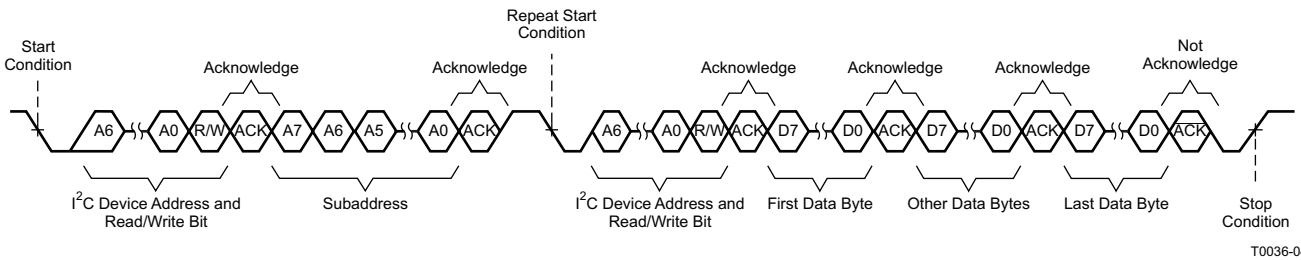 Repeat Start
Condition
Start
Condition
Not
Acknowledge
Acknowledge
Acknowledge
Acknowledge
Acknowledge
Acknowledge
A6 A0 R/W ACK A7 A6 A5 A0 ACK A6 A0 R/W ACK D7 D0 ACK D7 D0 ACK D7 D0 ACK
I²C Device Address and
Read/Write Bit
Subaddress
I²C Device Address and
Read/Write Bit
First Data Byte
Other Data Bytes
Last Data Byte
Stop
Condition
T0036-0